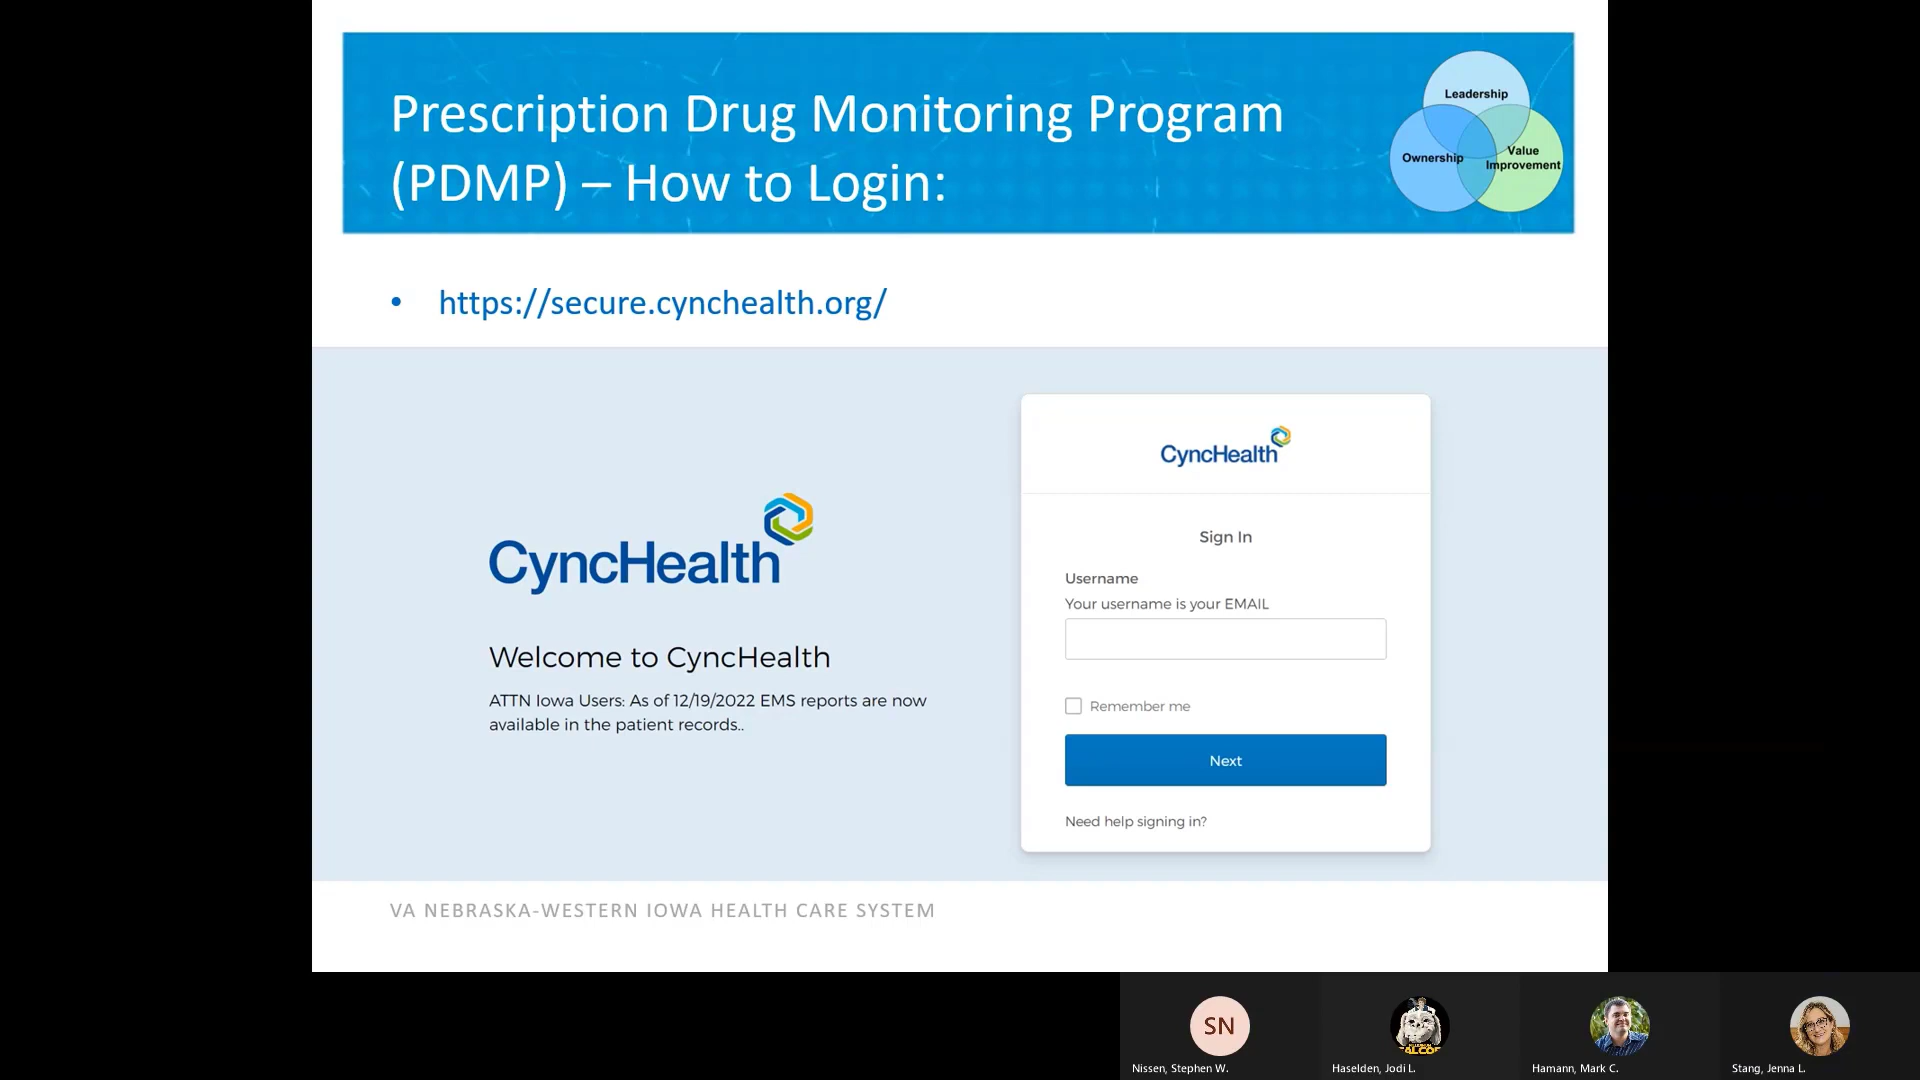 Prescription Drug Monitoring Program
(PDMP) – How to Login:
Leadership
Ownership
Value
Improvement
• https://secure.cynchealth.org/
CyncHealth
Welcome to CyncHealth
ATTN Iowa Users: As of 12/19/2022 EMS reports are now
available in the patient records..
CyncHealth
Sign In
Username
Your username is your EMAIL
Remember me
Next
Need help signing in?
VA NEBRASKA-WESTERN IOWA HEALTH CARE SYSTEM
SN
Nissen, Stephen W.
Haselden, Jodi L.
Hamann, Mark C.
Stang, Jenna L.